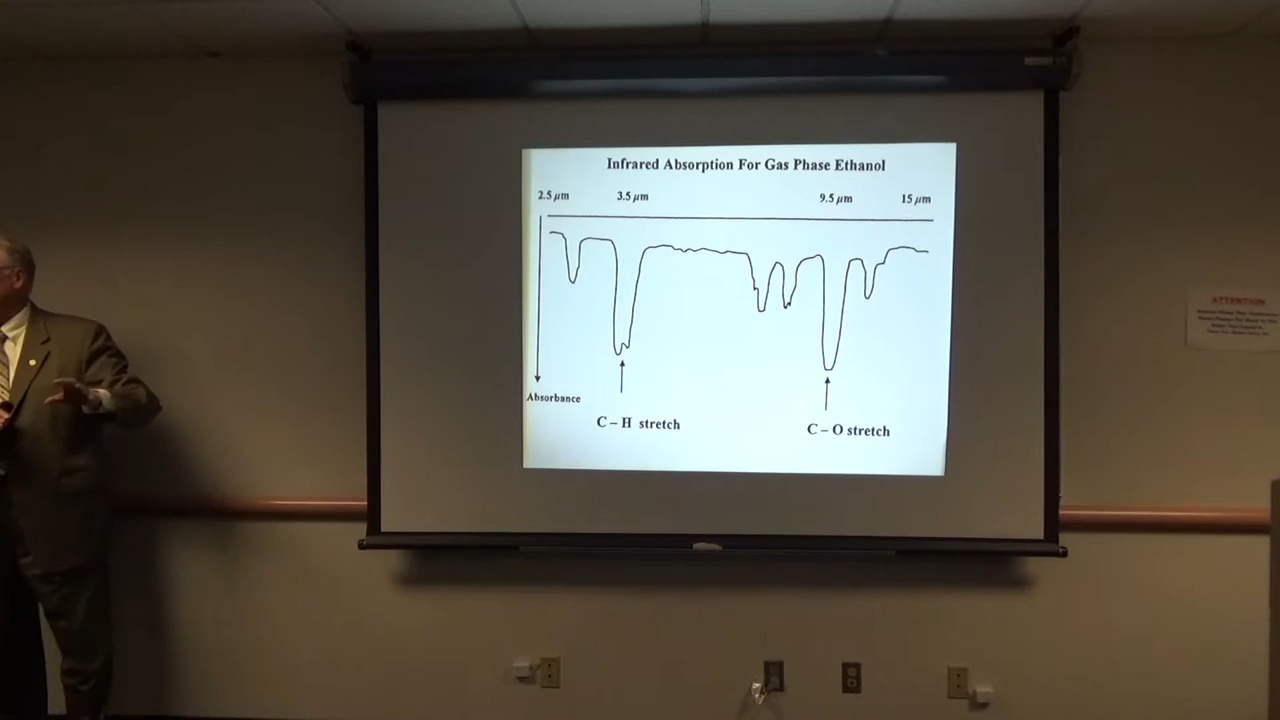 Infrared Absorption For Gas Phase Ethanol
2.5 μm 3.5 μm 9.5 μm 15 μm
Absorbance
C – H stretch
C – O stretch
ATTENTION